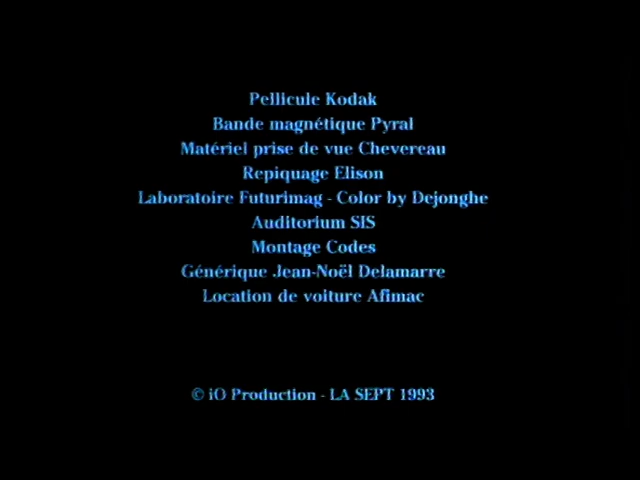 Pellicule Kodak
Bande magnétique Pyral
Matériel prise de vue Chevereau
Repiquage Elison
Laboratoire Futurimag - Color by Dejonghe
Auditorium SIS
Montage Codes
Générique Jean-Noël Delamarre
Location de voiture Afimac
© iO Production - LA SEPT 1993